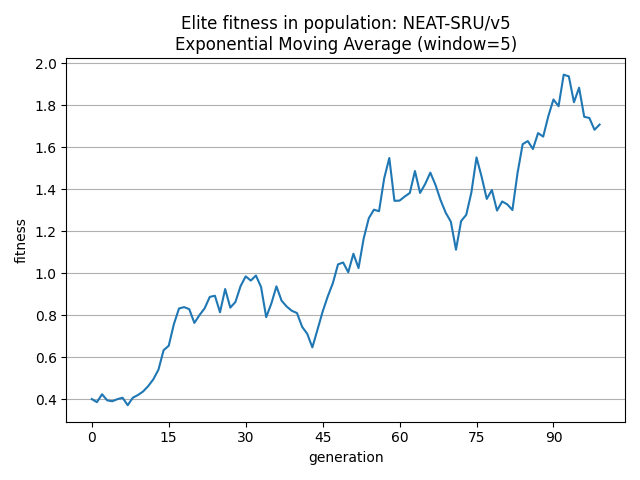 Elite fitness in population: NEAT-SRU/v5
Exponential Moving Average (window=5)
2.0
1.8
1.6
1.4
1.2
1.0
0.8
0.6
0.4
fitness
0 15 30 45 60 75 90
generation